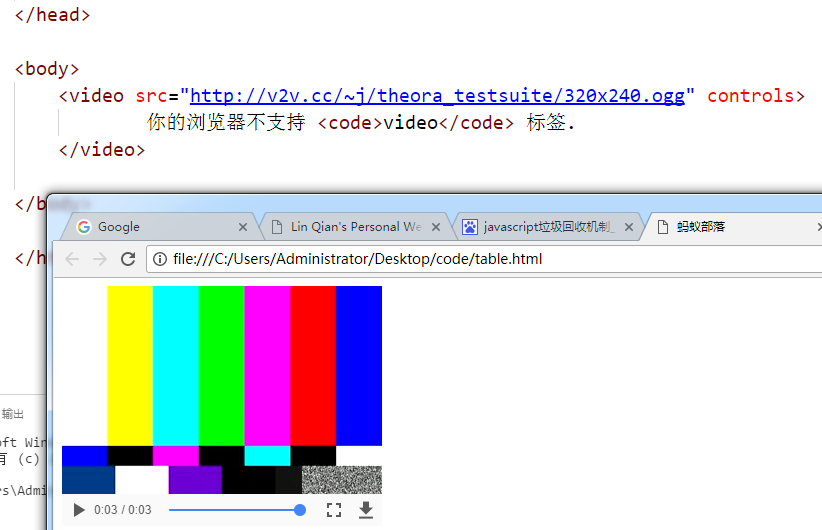 </head>
<body>
<video src="http://v2v.cc/~j/theora_testsuite/320x240.ogg" controls>
你的浏览器不支持 <code>video</code> 标签.
</video>
</body>
Google
Lin Qian's Personal We
javascript垃圾回收机制_
蚂蚁部落
</h
file:///C:/Users/Administrator/Desktop/code/table.html
输出
oft Win
有 (c)
rs\Admi
0:03 / 0:03